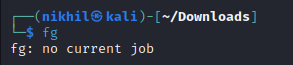 ┌──(nikhil㉿kali)-[~/Downloads]
└─$ fg
fg: no current job